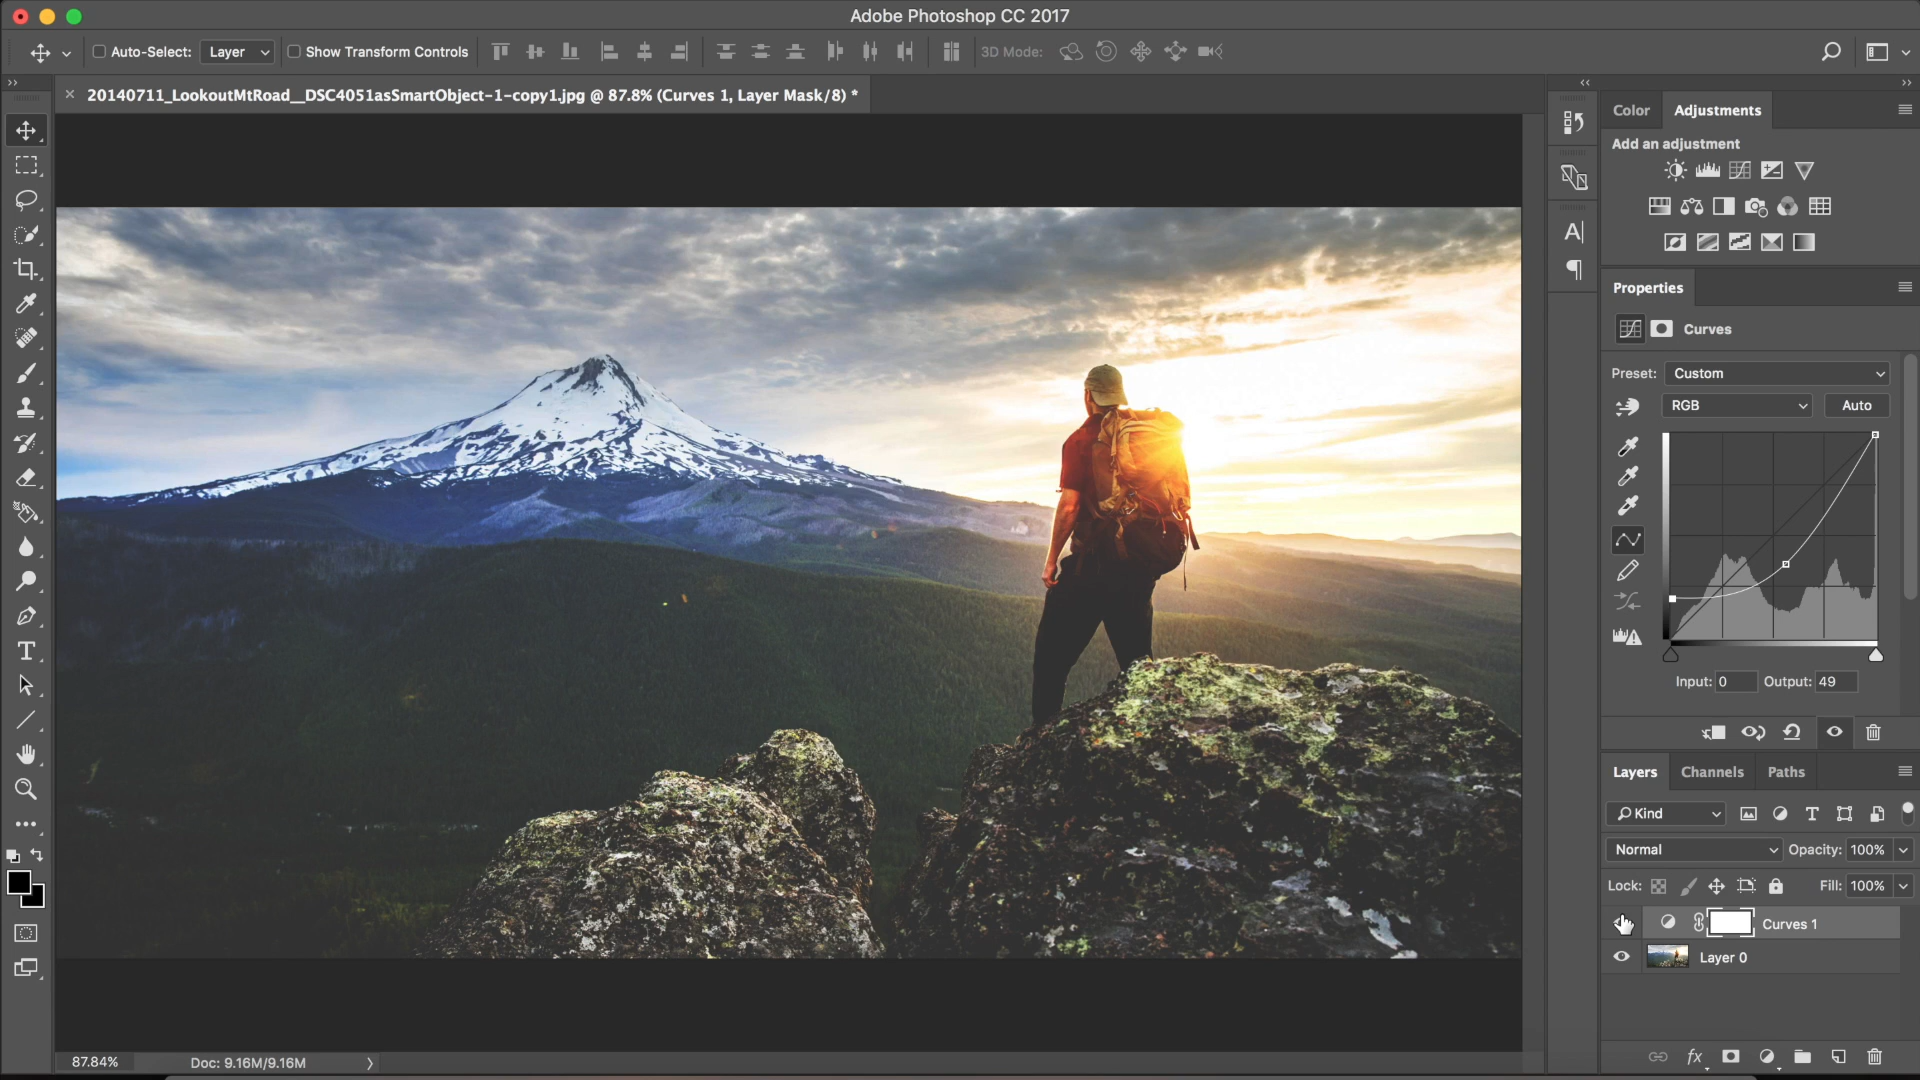 Adobe Photoshop CC 2017
Auto-Select: Layer Show Transform Controls 3D Mode:
20140711_LookoutMtRoad__DSC4051asSmartObject-1-copy1.jpg @ 87.8% (Curves 1, Layer Mask/8) *
Color Adjustments
Add an adjustment
Properties
Curves
Preset: Custom
RGB Auto
Input: 0 Output: 49
Layers Channels Paths
Kind
Normal Opacity: 100%
Lock: Fill: 100%
Curves 1
Layer 0
fx
87.84% Doc: 9.16M/9.16M